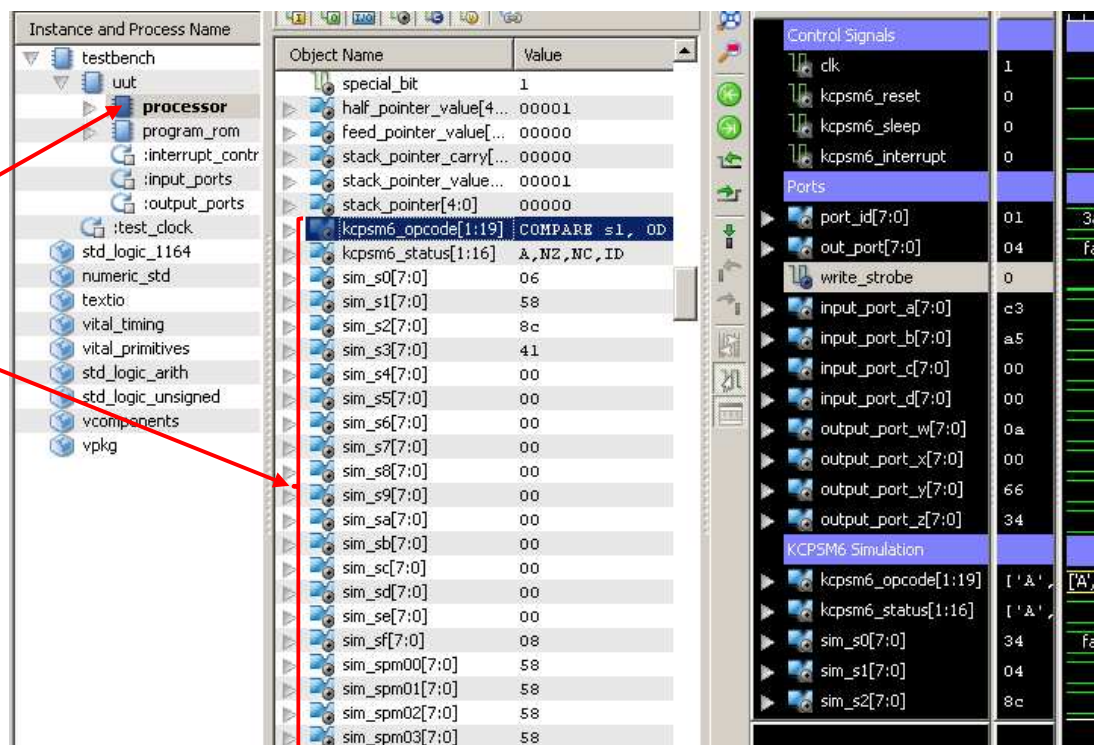 Instance and Process Name
testbench
uut
processor
program_rom
:interrupt_contr
:input_ports
:output_ports
:test_clock
std_logic_1164
numeric_std
textio
vital_timing
vital_primitives
std_logic_arith
std_logic_unsigned
vcomponents
vpkg
Object Name Value
special_bit 1
half_pointer_value[4... 00001
feed_pointer_value[... 00000
stack_pointer_carry[... 00000
stack_pointer_value... 00001
stack_pointer[4:0] 00000
kcpsm6_opcode[1:19] COMPARE s1, 0D
kcpsm6_status[1:16] A,NZ,NC,ID
sim_s0[7:0] 06
sim_s1[7:0] 58
sim_s2[7:0] 8c
sim_s3[7:0] 41
sim_s4[7:0] 00
sim_s5[7:0] 00
sim_s6[7:0] 00
sim_s7[7:0] 00
sim_s8[7:0] 00
sim_s9[7:0] 00
sim_sa[7:0] 00
sim_sb[7:0] 00
sim_sc[7:0] 00
sim_sd[7:0] 00
sim_se[7:0] 00
sim_sf[7:0] 08
sim_spm00[7:0] 58
sim_spm01[7:0] 58
sim_spm02[7:0] 58
sim_spm03[7:0] 58
Control Signals
clk 1
kcpsm6_reset 0
kcpsm6_sleep 0
kcpsm6_interrupt 0
Ports
port_id[7:0] 01
out_port[7:0] 04 fa
write_strobe 0
input_port_a[7:0] c3
input_port_b[7:0] a5
input_port_c[7:0] 00
input_port_d[7:0] 00
output_port_w[7:0] 0a
output_port_x[7:0] 00
output_port_y[7:0] 66
output_port_z[7:0] 34
KCPSM6 Simulation
kcpsm6_opcode[1:19] ['A', ['A',
kcpsm6_status[1:16] ['A',
sim_s0[7:0] 34 fa
sim_s1[7:0] 04
sim_s2[7:0] 8c